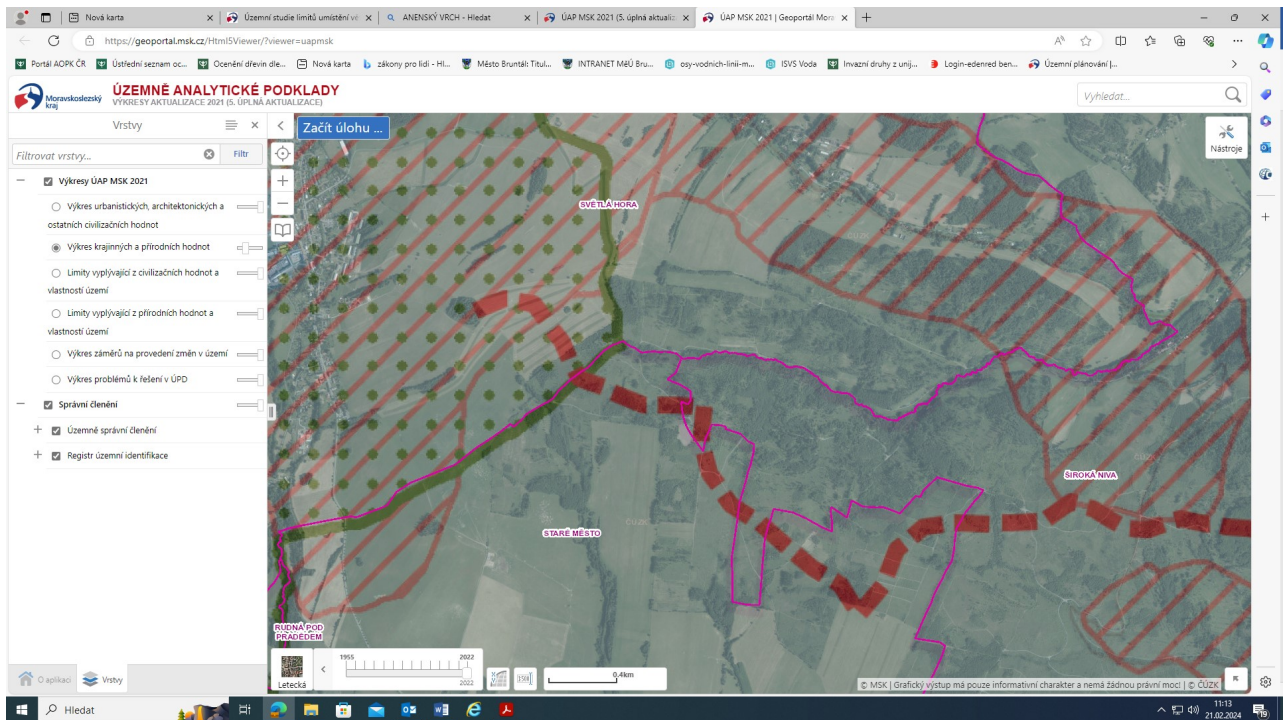 Nová karta
Územní studie limitů umístění vě
ANENSKÝ VRCH - Hledat
ÚAP MSK 2021 (5. úplná aktualiz
ÚAP MSK 2021 | Geoportál Mora
https://geoportal.msk.cz/Html5Viewer/?viewer=uapmsk
Portál AOPK ČR
Ústřední seznam oc...
Ocenění dřevin dle...
Nová karta
zákony pro lidi - Hl...
Město Bruntál: Titul...
INTRANET MěÚ Bru...
osy-vodnich-linii-m...
ISVS Voda
Invazní druhy z unij...
Login-edenred ben...
Územní plánování |...
Moravskoslezský
kraj
ÚZEMNĚ ANALYTICKÉ PODKLADY
VÝKRESY AKTUALIZACE 2021 (5. ÚPLNÁ AKTUALIZACE)
Vyhledat...
Vrstvy
Začít úlohu ...
Nástroje
Filtrovat vrstvy...
Filtr
Výkresy ÚAP MSK 2021
Výkres urbanistických, architektonických a
ostatních civilizačních hodnot
Výkres krajinných a přírodních hodnot
Limity vyplývající z civilizačních hodnot a
vlastností území
Limity vyplývající z přírodních hodnot a
vlastností území
Výkres záměrů na provedení změn v území
Výkres problémů k řešení v ÚPD
Správní členění
Územně správní členění
Registr územní identifikace
SVĚTLÁ HORA
ŠIROKÁ NIVA
STARÉ MĚSTO
RUDNÁ POD
PRADĚDEM
1955
2022
2022
Letecká
0.4km
© MSK | Grafický výstup má pouze informativní charakter a nemá žádnou právní moc! | © ČÚZK
O aplikaci
Vrstvy
Hledat
11:13
21.02.2024